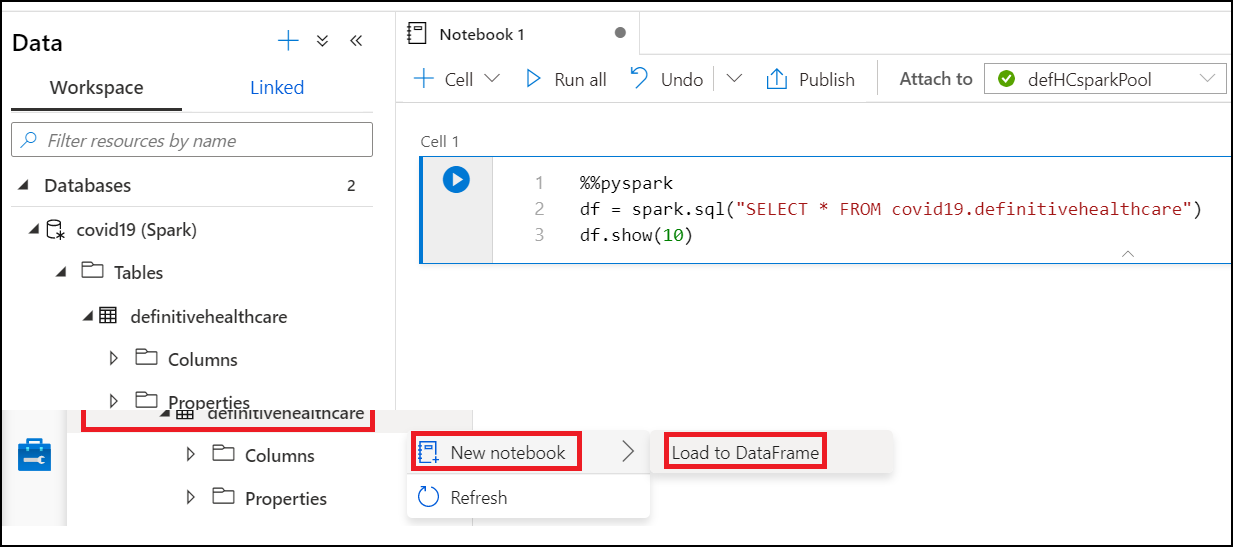 Data
Workspace
Linked
Filter resources by name
Databases
2
covid19 (Spark)
Tables
definitivehealthcare
Columns
Properties
Notebook 1
Cell
Run all
Undo
Publish
Attach to
defHCsparkPool
Cell 1
1 %%pyspark
2 df = spark.sql("SELECT * FROM covid19.definitivehealthcare")
3 df.show(10)
definitivehealthcare
Columns
Properties
New notebook
Load to DataFrame
Refresh